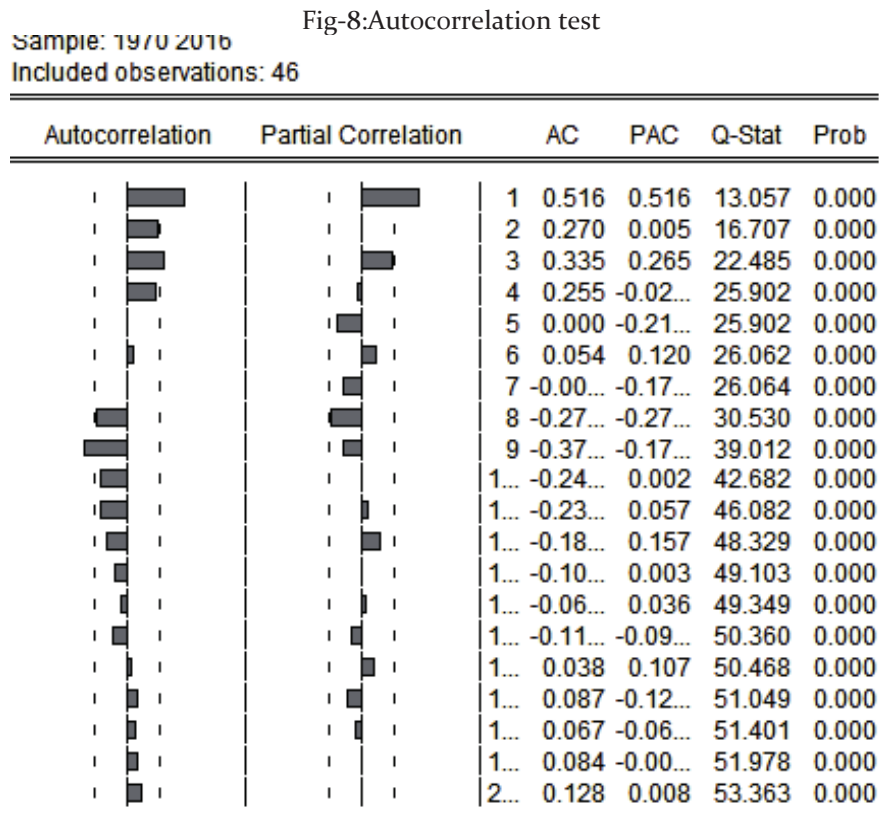 Fig-8:Autocorrelation test
Sample: 1970 2016
Included observations: 46
Autocorrelation Partial Correlation AC PAC Q-Stat Prob
1 0.516 0.516 13.057 0.000
2 0.270 0.005 16.707 0.000
3 0.335 0.265 22.485 0.000
4 0.255 -0.02... 25.902 0.000
5 0.000 -0.21... 25.902 0.000
6 0.054 0.120 26.062 0.000
7 -0.00... -0.17... 26.064 0.000
8 -0.27... -0.27... 30.530 0.000
9 -0.37... -0.17... 39.012 0.000
1... -0.24... 0.002 42.682 0.000
1... -0.23... 0.057 46.082 0.000
1... -0.18... 0.157 48.329 0.000
1... -0.10... 0.003 49.103 0.000
1... -0.06... 0.036 49.349 0.000
1... -0.11... -0.09... 50.360 0.000
1... 0.038 0.107 50.468 0.000
1... 0.087 -0.12... 51.049 0.000
1... 0.067 -0.06... 51.401 0.000
1... 0.084 -0.00... 51.978 0.000
2... 0.128 0.008 53.363 0.000